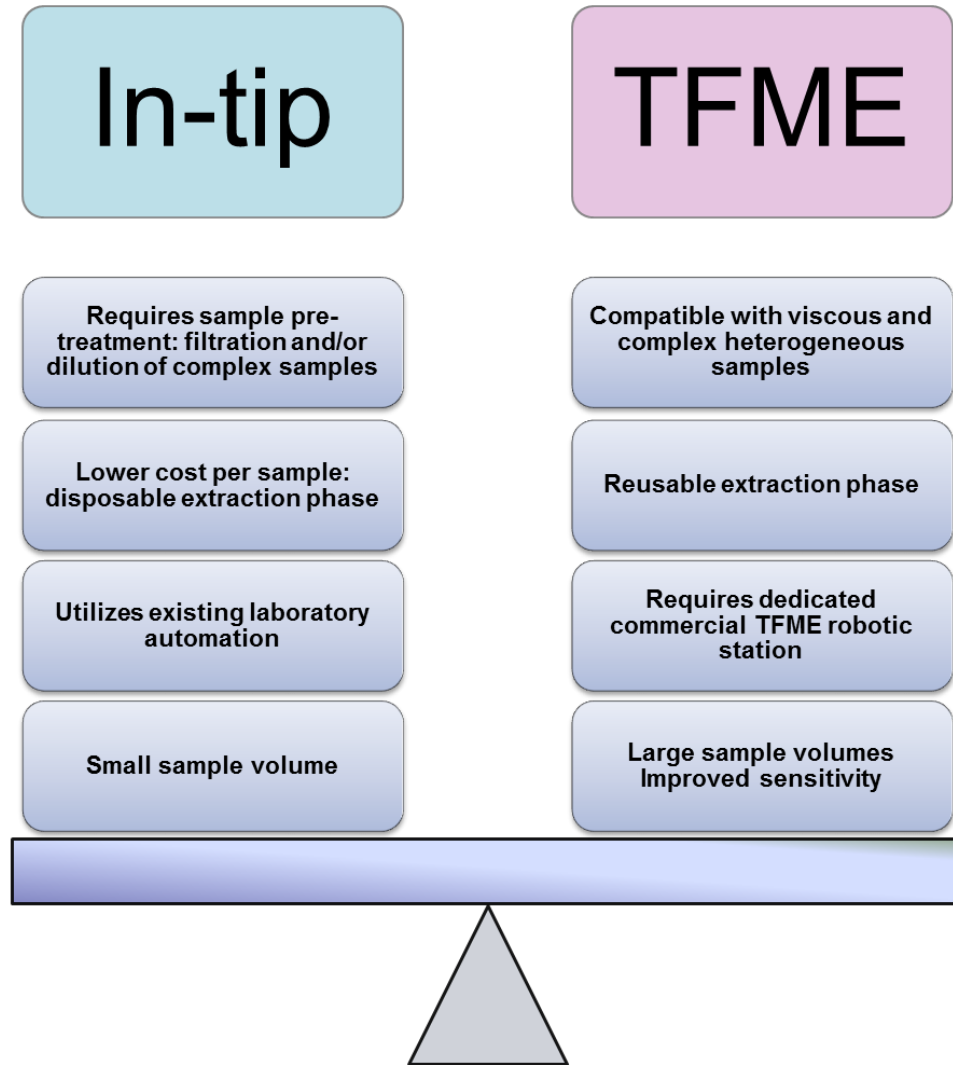 In-tip
TFME
Requires sample pre-
treatment: filtration and/or
dilution of complex samples
Compatible with viscous and
complex heterogeneous
samples
Lower cost per sample:
disposable extraction phase
Reusable extraction phase
Utilizes existing laboratory
automation
Requires dedicated
commercial TFME robotic
station
Small sample volume
Large sample volumes
Improved sensitivity